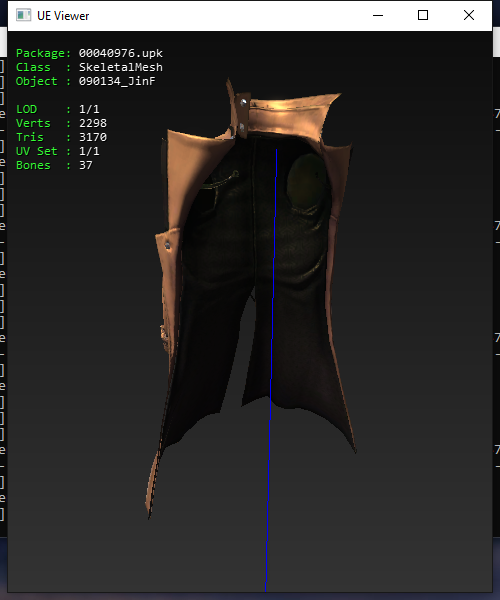 UE Viewer
Package: 00040976.upk
Class : SkeletalMesh
Object : 090134_JinF
LOD : 1/1
Verts : 2298
Tris : 3170
UV Set : 1/1
Bones : 37